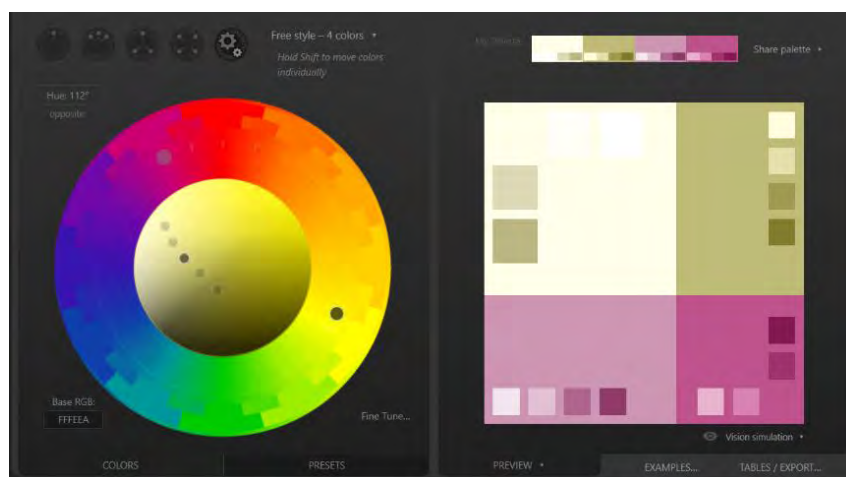 Free style – 4 colors
Hold Shift to move colors
individually
Hue: 112°
opposite:
Base RGB:
FFFEEA
Fine Tune...
COLORS
PRESETS
Share palette
Vision simulation
PREVIEW
EXAMPLES...
TABLES / EXPORT...